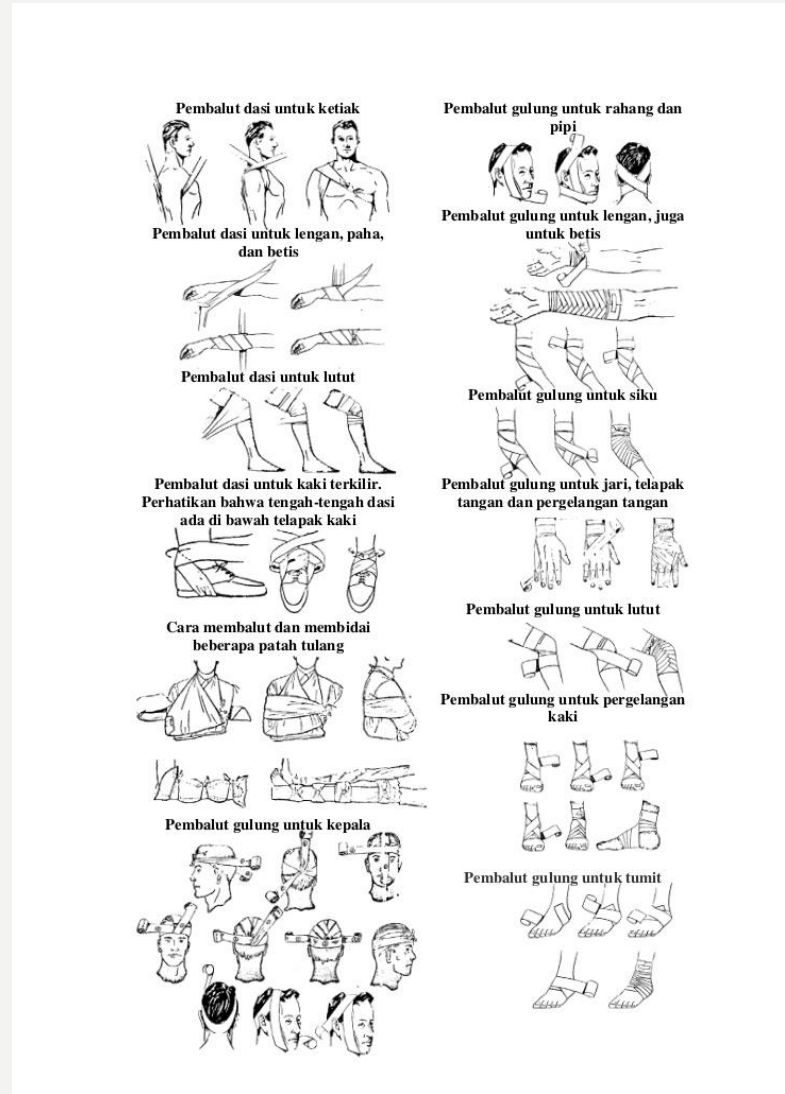 Pembalut dasi untuk ketiak
Pembalut dasi untuk lengan, paha,
dan betis
Pembalut dasi untuk lutut
Pembalut dasi untuk kaki terkilir.
Perhatikan bahwa tengah-tengah dasi
ada di bawah telapak kaki
Cara membalut dan membidai
beberapa patah tulang
Pembalut gulung untuk kepala
Pembalut gulung untuk rahang dan
pipi
Pembalut gulung untuk lengan, juga
untuk betis
Pembalut gulung untuk siku
Pembalut gulung untuk jari, telapak
tangan dan pergelangan tangan
Pembalut gulung untuk lutut
Pembalut gulung untuk pergelangan
kaki
Pembalut gulung untuk tumit